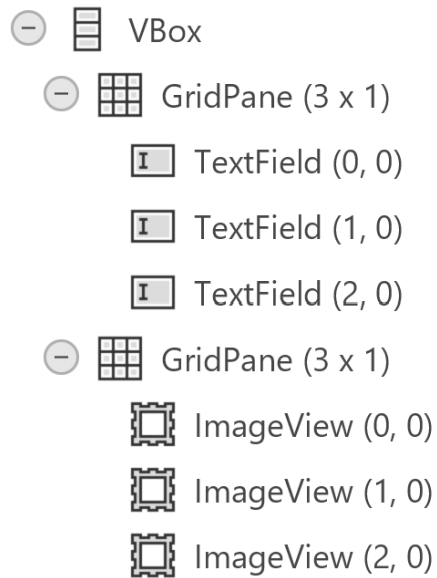 VBox
GridPane (3 x 1)
TextField (0, 0)
TextField (1, 0)
TextField (2, 0)
GridPane (3 x 1)
ImageView (0, 0)
ImageView (1, 0)
ImageView (2, 0)